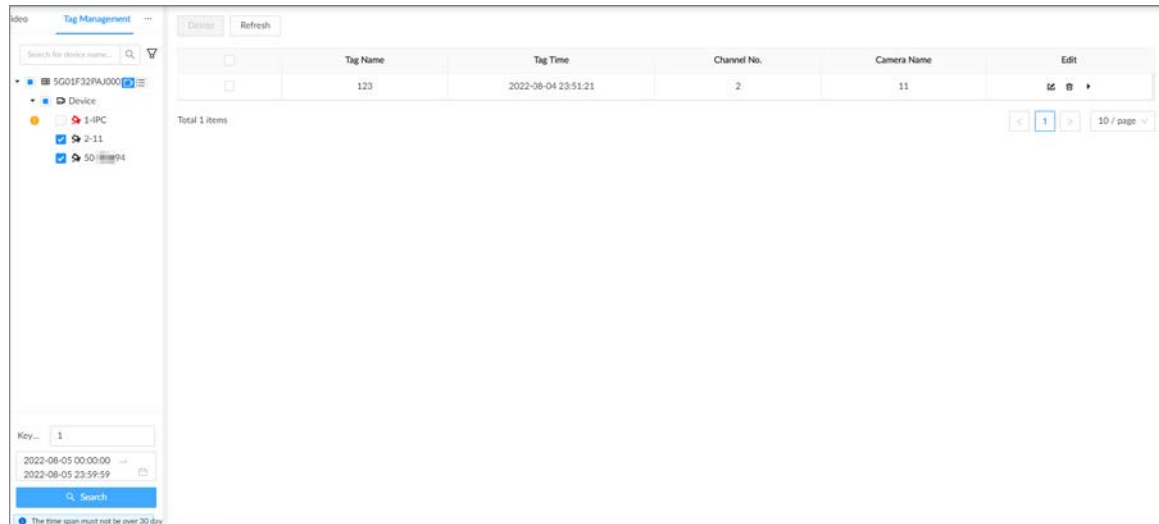 ideo Tag Management ...
Delete Refresh
Search for device name...
5G01F32PAJ000
Device
1-IPC
2-11
50 94
Tag Name Tag Time Channel No. Camera Name Edit
123 2022-08-04 23:51:21 2 11
Total 1 items
< 1 > 10 / page
Key... 1
2022-08-05 00:00:00 →
2022-08-05 23:59:59
Search
The time span must not be over 30 day